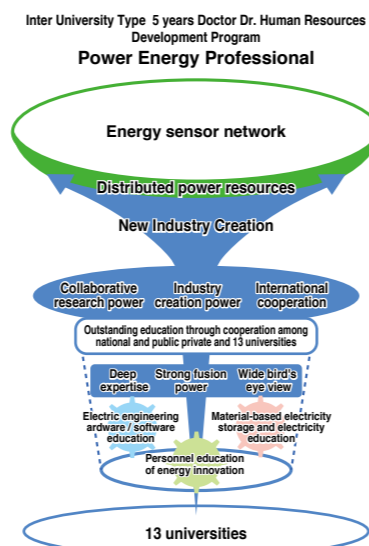 Inter University Type 5 years Doctor Dr. Human Resources
Development Program
Power Energy Professional
Energy sensor network
Distributed power resources
New Industry Creation
Collaborative
research power
Industry
creation power
International
cooperation
Outstanding education through cooperation among
national and public private and 13 universities
Deep
expertise
Strong fusion
power
Wide bird's
eye view
Electric engineering
ardware / software
education
Material-based electricity
storage and electricity
education
Personnel education
of energy innovation
13 universities